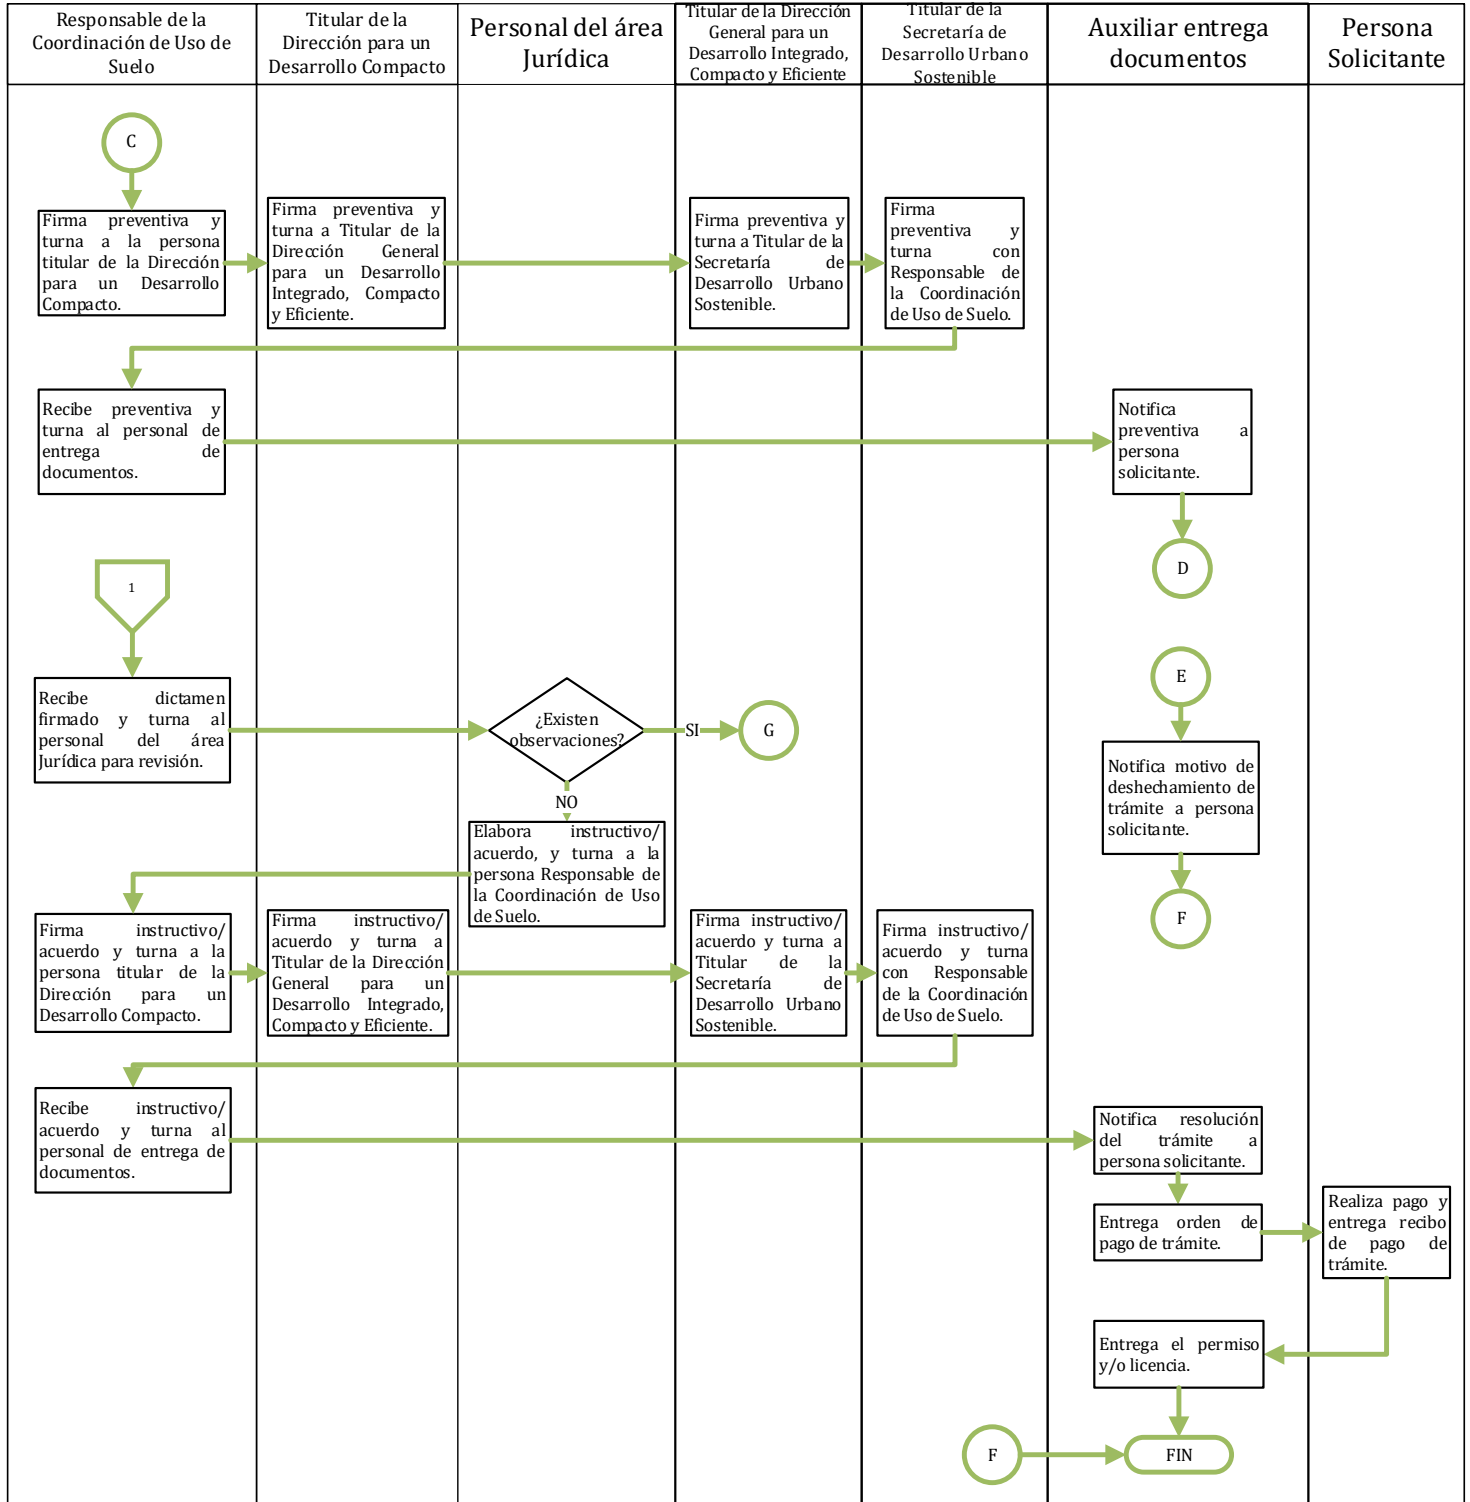 Responsable de la
Coordinación de Uso de
Suelo
Titular de la
Dirección para un
Desarrollo Compacto
Personal del área
Jurídica
Titular de la Dirección
General para un
Desarrollo Integrado,
Compacto y Eficiente
Titular de la
Secretaría de
Desarrollo Urbano
Sostenible
Auxiliar entrega
documentos
Persona
Solicitante
C
Firma preventiva y
turna a la persona
titular de la Dirección
para un Desarrollo
Compacto.
Firma preventiva y
turna a Titular de la
Dirección General
para un Desarrollo
Integrado, Compacto
y Eficiente.
Firma preventiva y
turna a Titular de la
Secretaría de
Desarrollo Urbano
Sostenible.
Firma
preventiva y
turna con
Responsable de
la Coordinación
de Uso de Suelo.
Recibe preventiva y
turna al personal de
entrega de
documentos.
Notifica
preventiva a
persona
solicitante.
D
1
Recibe dictamen
firmado y turna al
personal del área
Jurídica para revisión.
¿Existen
observaciones?
SI
G
NO
E
Notifica motivo de
deshechamiento de
trámite a persona
solicitante.
F
Elabora instructivo/
acuerdo, y turna a la
persona Responsable de
la Coordinación de Uso
de Suelo.
Firma instructivo/
acuerdo y turna a la
persona titular de la
Dirección para un
Desarrollo Compacto.
Firma instructivo/
acuerdo y turna a
Titular de la Dirección
General para un
Desarrollo Integrado,
Compacto y Eficiente.
Firma instructivo/
acuerdo y turna a
Titular de la
Secretaría de
Desarrollo Urbano
Sostenible.
Firma instructivo/
acuerdo y turna
con Responsable
de la Coordinación
de Uso de Suelo.
Recibe instructivo/
acuerdo y turna al
personal de entrega de
documentos.
Notifica resolución
del trámite a
persona solicitante.
Entrega orden de
pago de trámite.
Realiza pago y
entrega recibo
de pago de
trámite.
Entrega el permiso
y/o licencia.
F
FIN